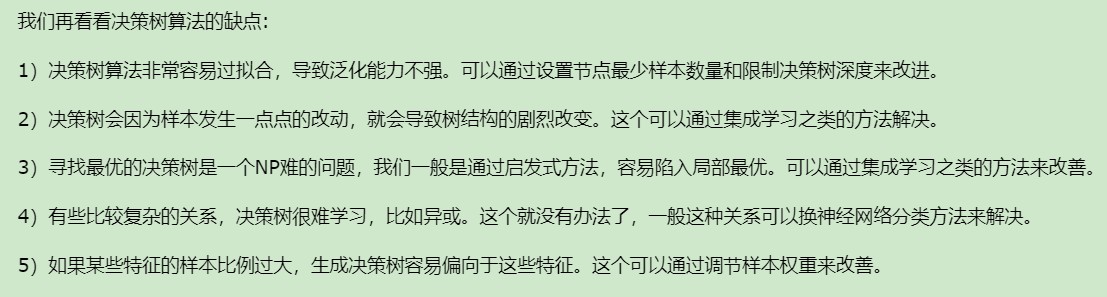 我们再看看决策树算法的缺点:
1）决策树算法非常容易过拟合，导致泛化能力不强。可以通过设置节点最少样本数量和限制决策树深度来改进。
2）决策树会因为样本发生一点点的改动，就会导致树结构的剧烈改变。这个可以通过集成学习之类的方法解决。
3）寻找最优的决策树是一个NP难的问题，我们一般是通过启发式方法，容易陷入局部最优。可以通过集成学习之类的方法来改善。
4）有些比较复杂的关系，决策树很难学习，比如异或。这个就没有办法了，一般这种关系可以换神经网络分类方法来解决。
5）如果某些特征的样本比例过大，生成决策树容易偏向于这些特征。这个可以通过调节样本权重来改善。